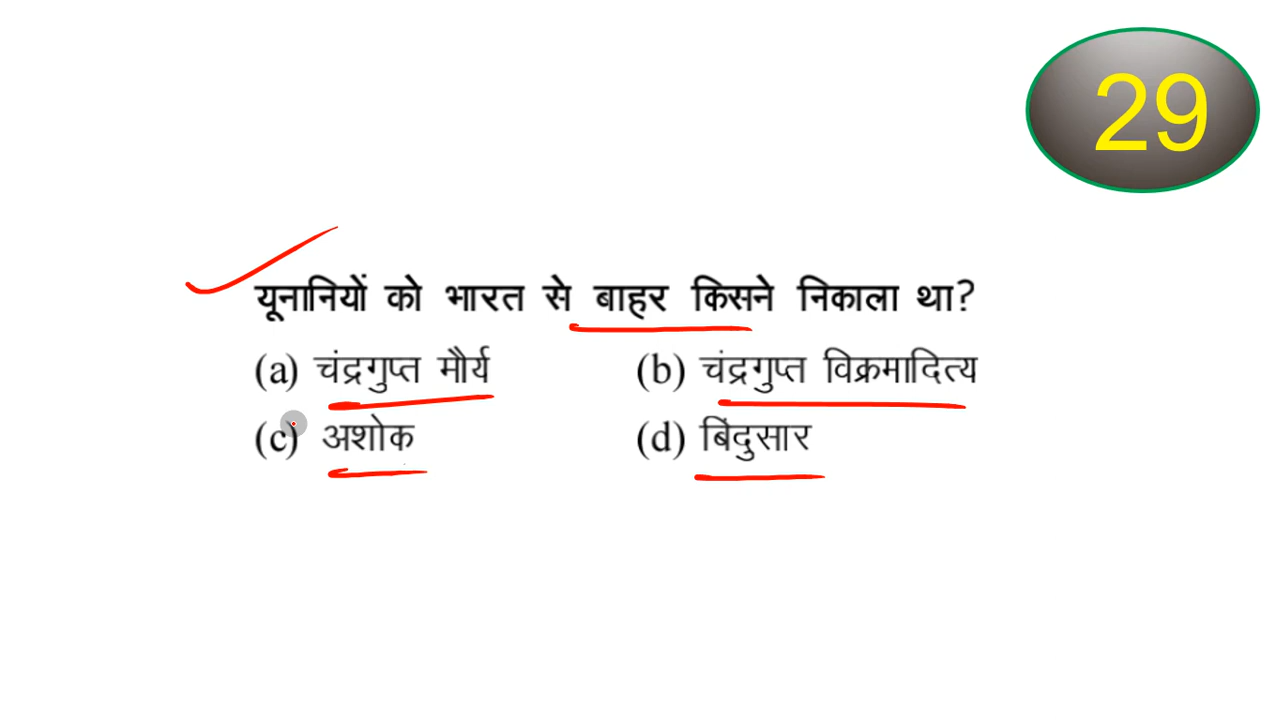 29
यूनानियों को भारत से बाहर किसने निकाला था?
(a) चंद्रगुप्त मौर्य (b) चंद्रगुप्त विक्रमादित्य
(c) अशोक (d) बिंदुसार